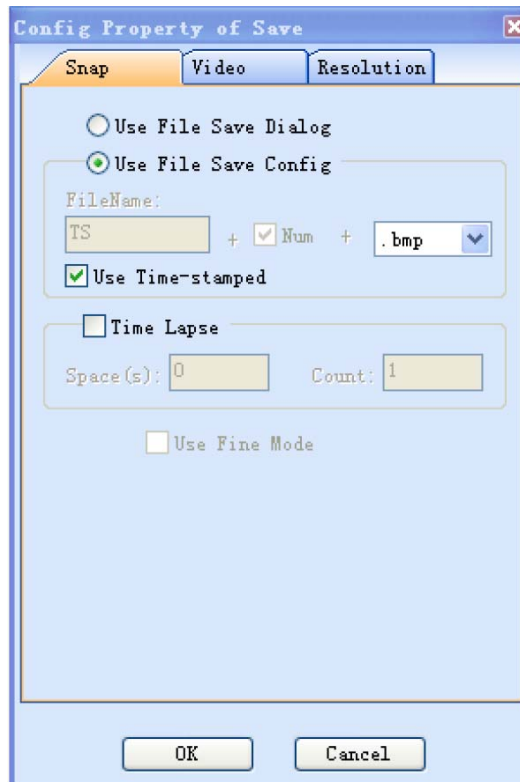 Config Property of Save
Snap Video Resolution
Use File Save Dialog
Use File Save Config
FileName:
TS + Num + .bmp
Use Time-stamped
Time Lapse
Space(s): 0 Count: 1
Use Fine Mode
OK Cancel